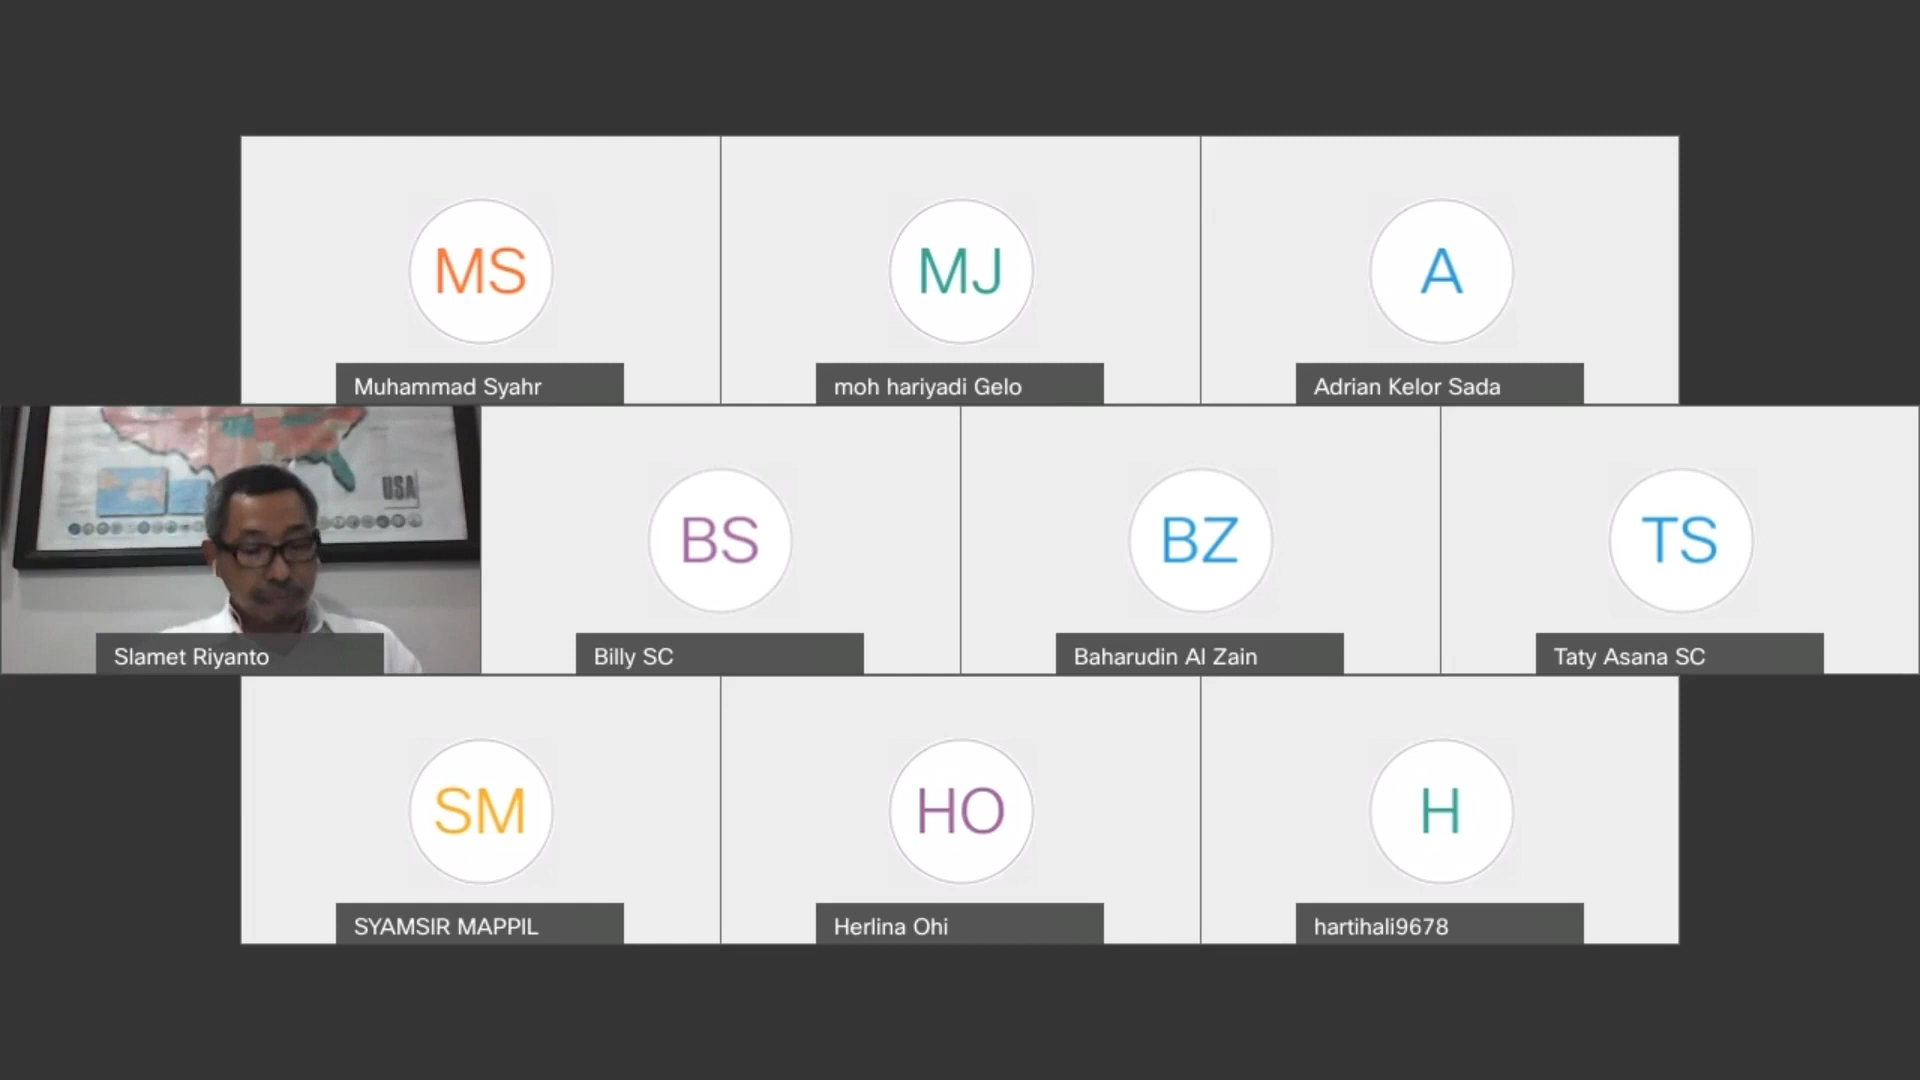 MS
MJ
A
Muhammad Syahr
moh hariyadi Gelo
Adrian Kelor Sada
USA
BS
BZ
TS
Slamet Riyanto
Billy SC
Baharudin Al Zain
Taty Asana SC
SM
HO
H
SYAMSIR MAPPIL
Herlina Ohi
hartihali9678